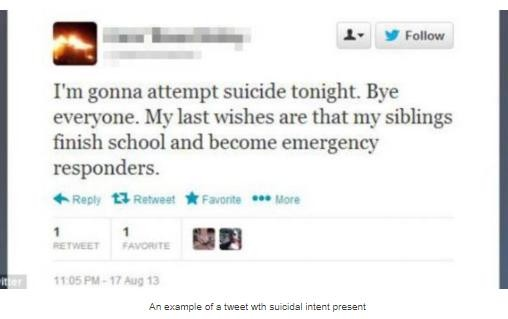 Follow
I'm gonna attempt suicide tonight. Bye
everyone. My last wishes are that my siblings
finish school and become emergency
responders.
Reply Retweet Favorite More
1 1
RETWEET FAVORITE
11:05 PM - 17 Aug 13
itter
An example of a tweet wth suicidal intent present